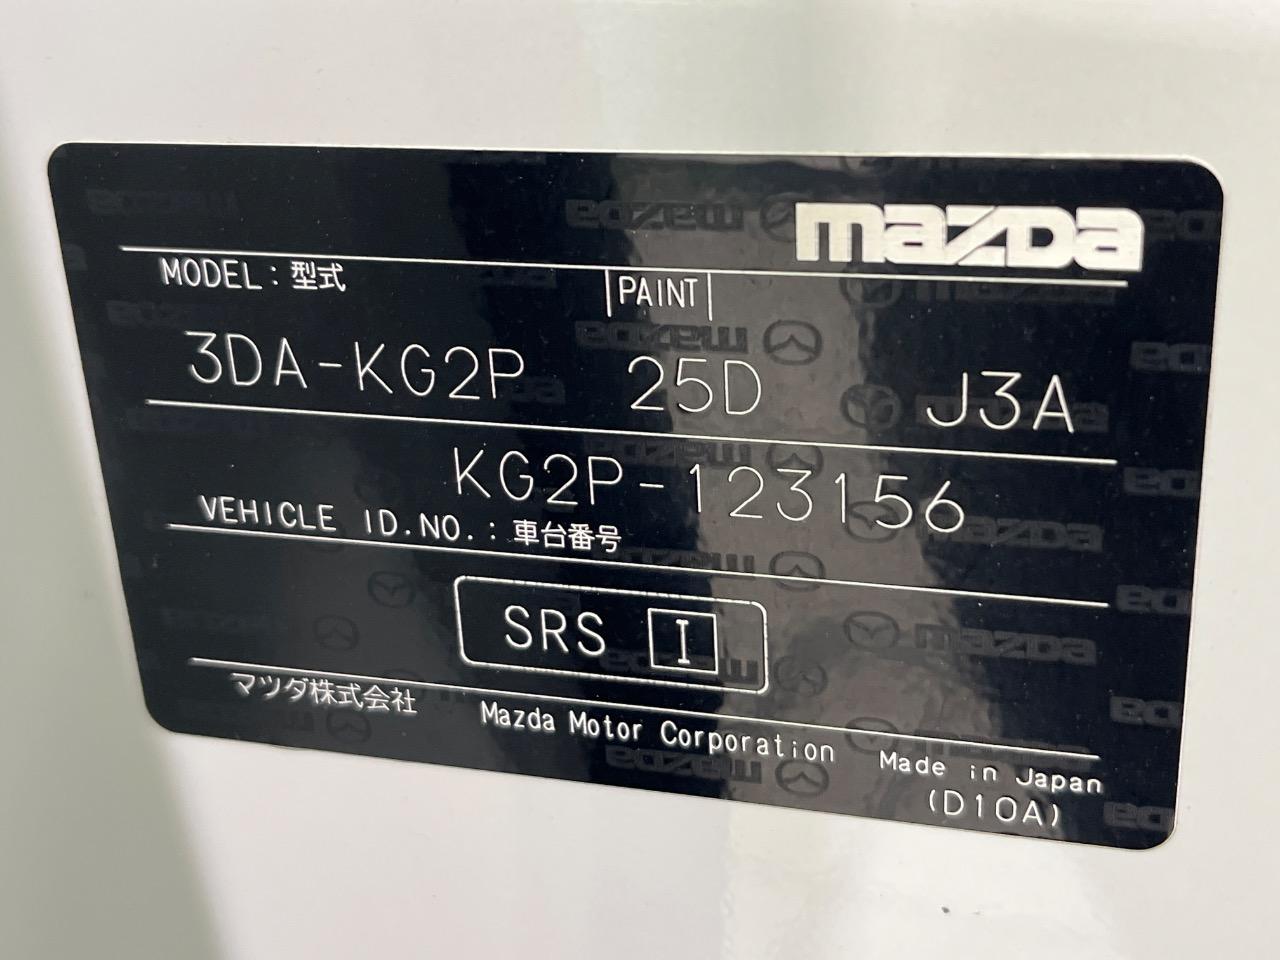 mazda
MODEL : 型式 PAINT
3DA-KG2P 25D J3A
KG2P-123156
VEHICLE ID.NO. : 車台番号
SRS I
マツダ株式会社 Mazda Motor Corporation Made in Japan
(D10A)